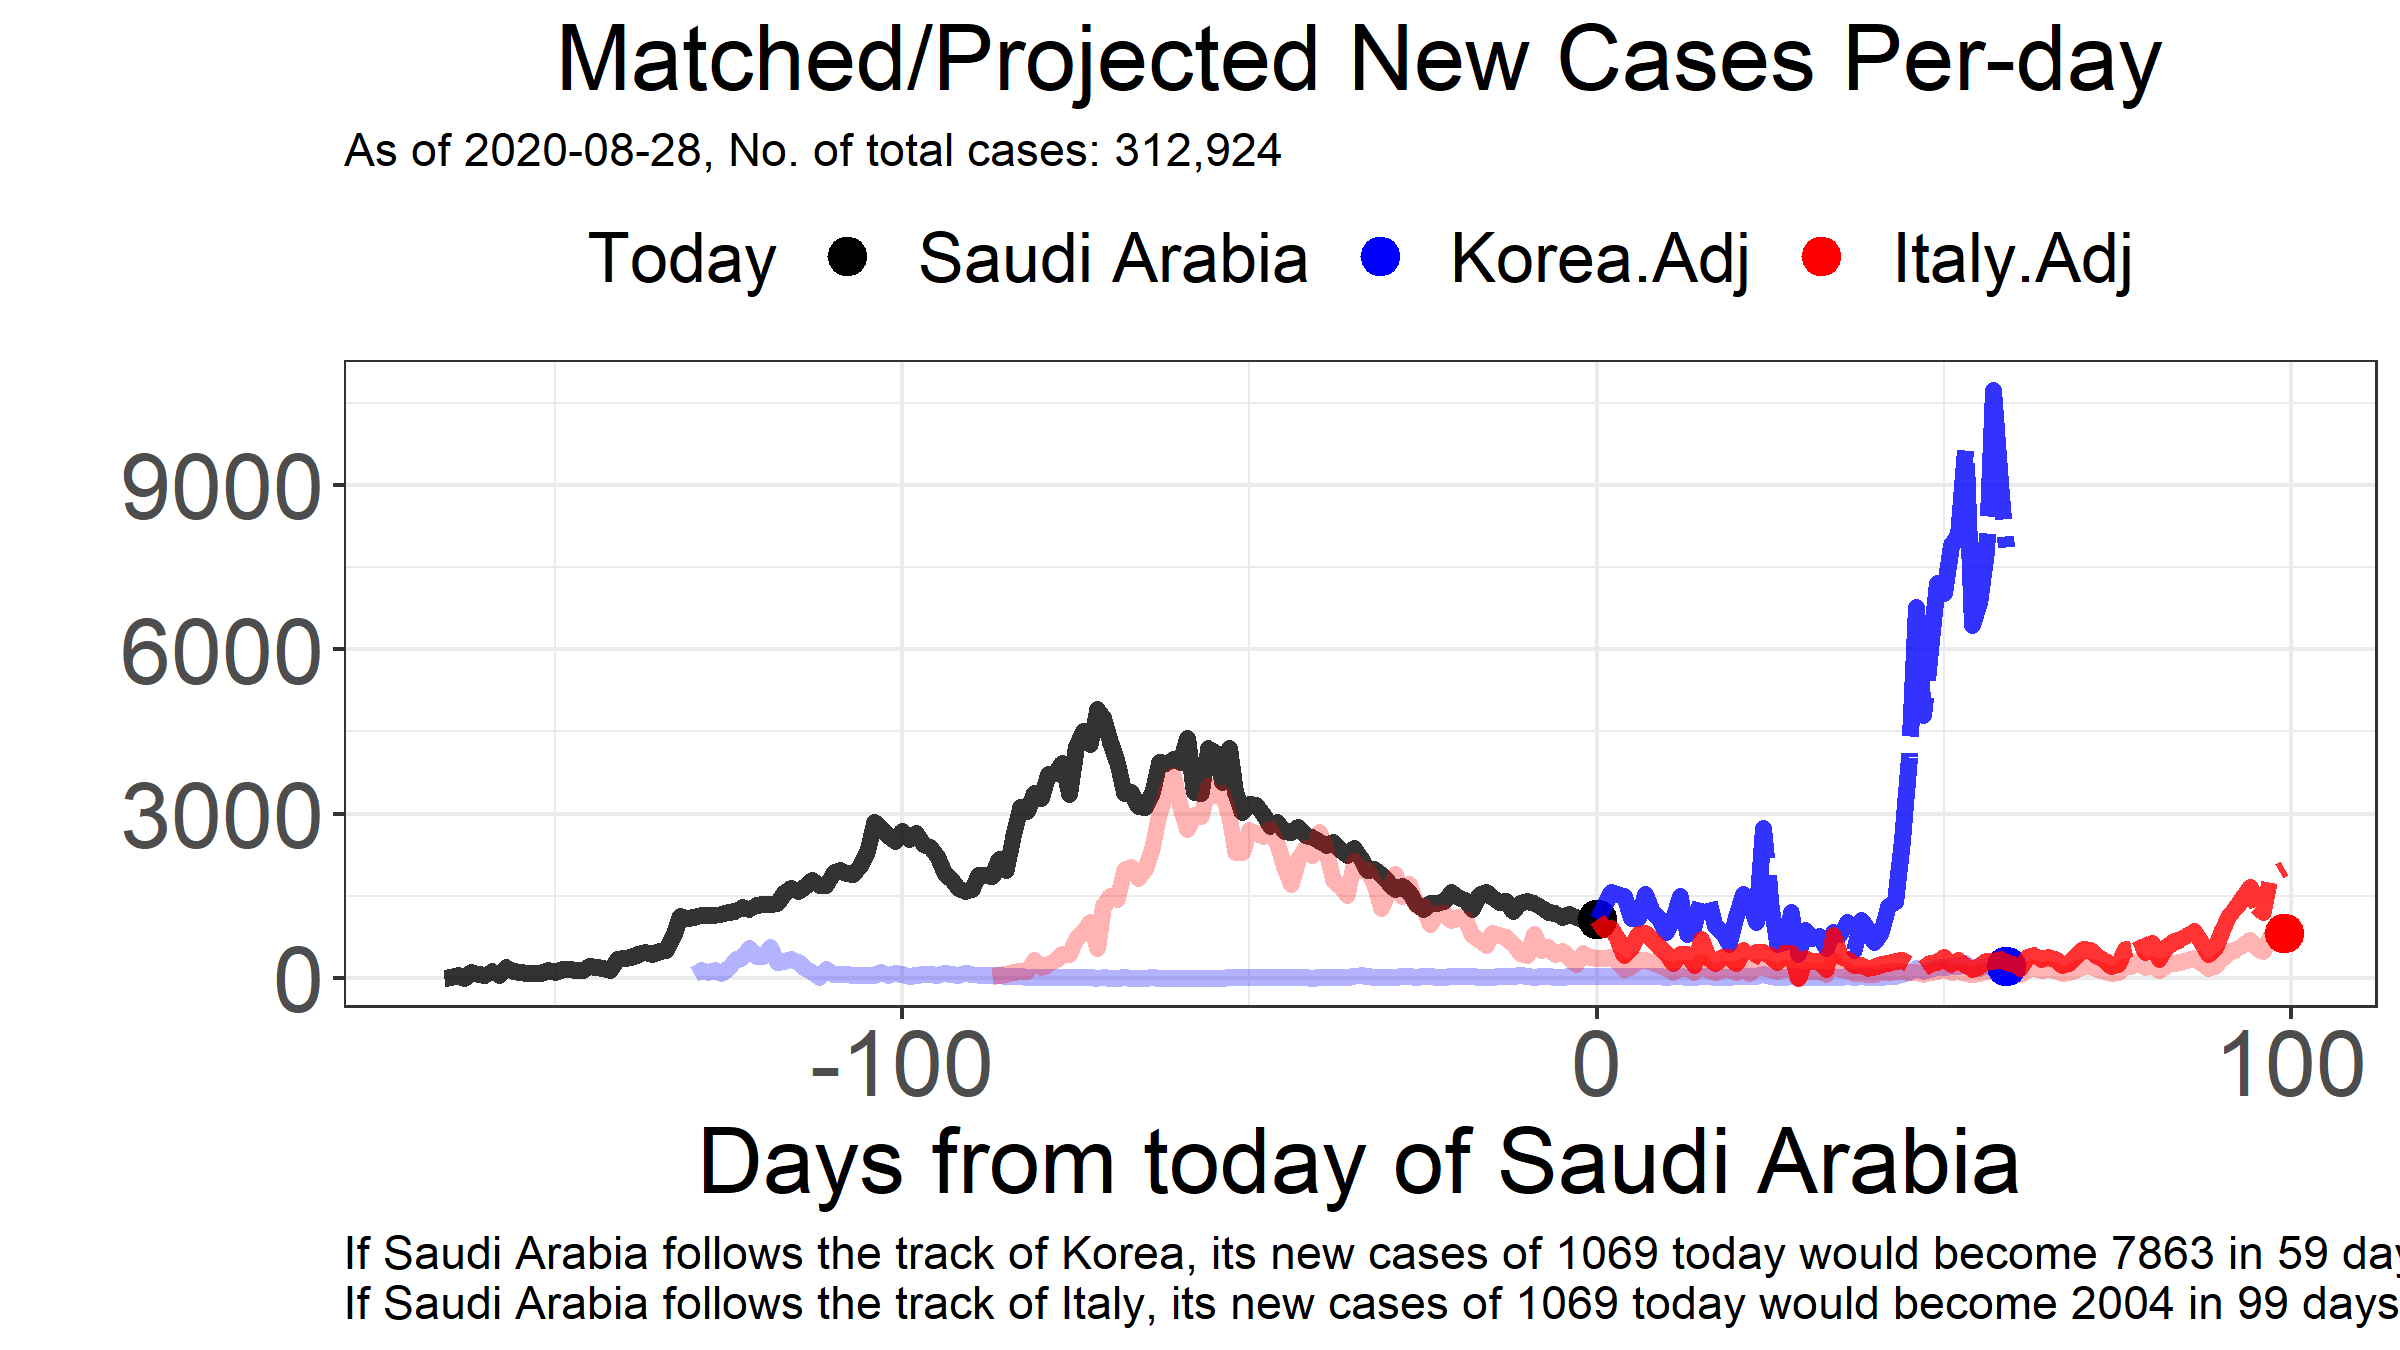 Matched/Projected New Cases Per-day
As of 2020-08-28, No. of total cases: 312,924
Today Saudi Arabia Korea.Adj Italy.Adj
9000
6000
3000
0
-100 0 100
Days from today of Saudi Arabia
If Saudi Arabia follows the track of Korea, its new cases of 1069 today would become 7863 in 59
If Saudi Arabia follows the track of Italy, its new cases of 1069 today would become 2004 in 99 days